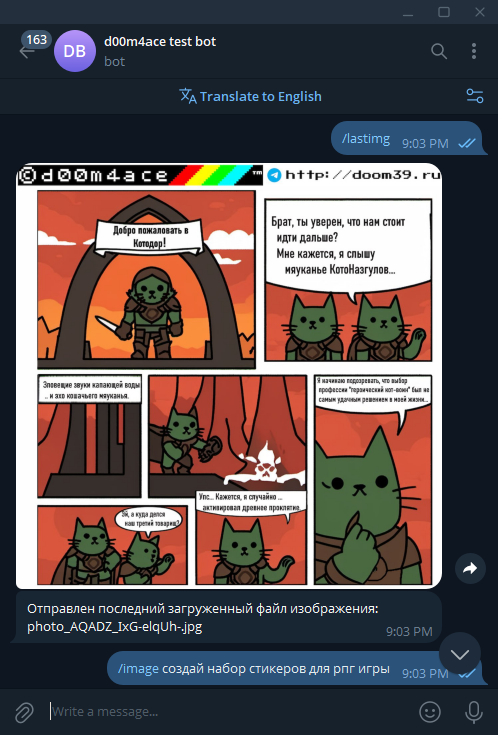 163
DB
d00m4ace test bot
bot
Translate to English
/lastimg 9:03 PM
©d00m4ace ™ http://doom39.ru
Добро пожаловать в
Котодор!
Брат, ты уверен, что нам стоит
идти дальше?
Мне кажется, я слышу
мяуканье КотоНазгулов...
Зловещие звуки капающей воды
.. и эхо кошачьего мяуканья.
Упс... Кажется, я случайно ...
активировал древнее проклятие.
Я начинаю подозревать, что выбор
профессии "героический кот-воин" был не
самым удачным решением в моей жизни...
Эй, а куда делся
наш третий товарищ?
Отправлен последний загруженный файл изображения:
photo_AQADZ_IxG-elqUh-.jpg
9:03 PM
/image создай набор стикеров для рпг игры 9:03 PM
Write a message...